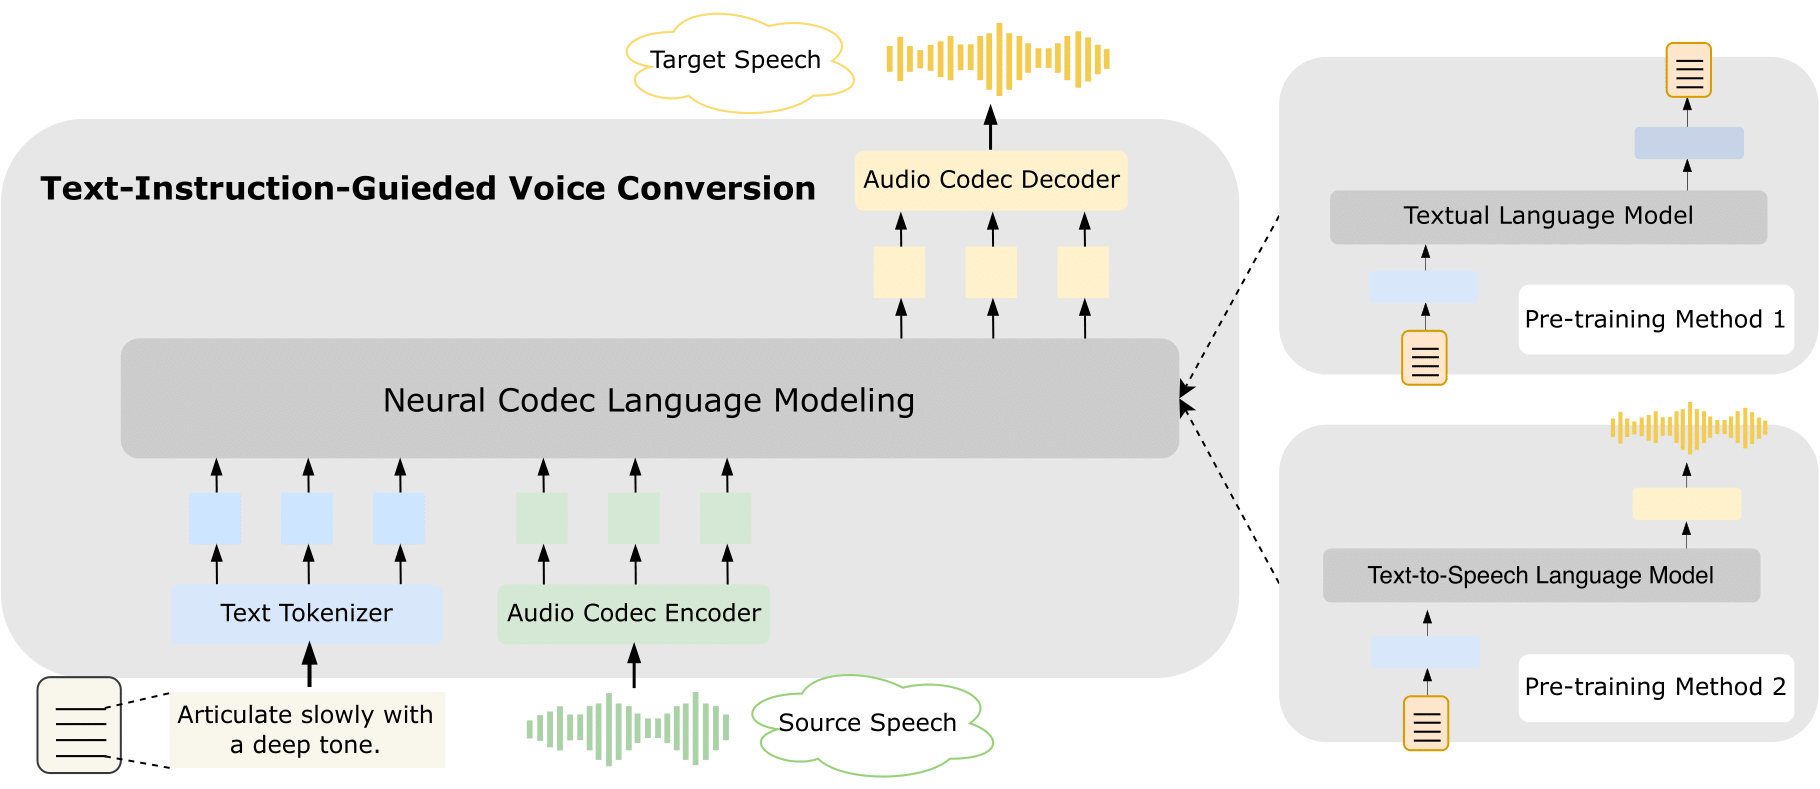 Target Speech
Text-Instruction-Guieded Voice Conversion
Audio Codec Decoder
Neural Codec Language Modeling
Text Tokenizer
Audio Codec Encoder
Articulate slowly with
a deep tone.
Source Speech
Textual Language Model
Pre-training Method 1
Text-to-Speech Language Model
Pre-training Method 2